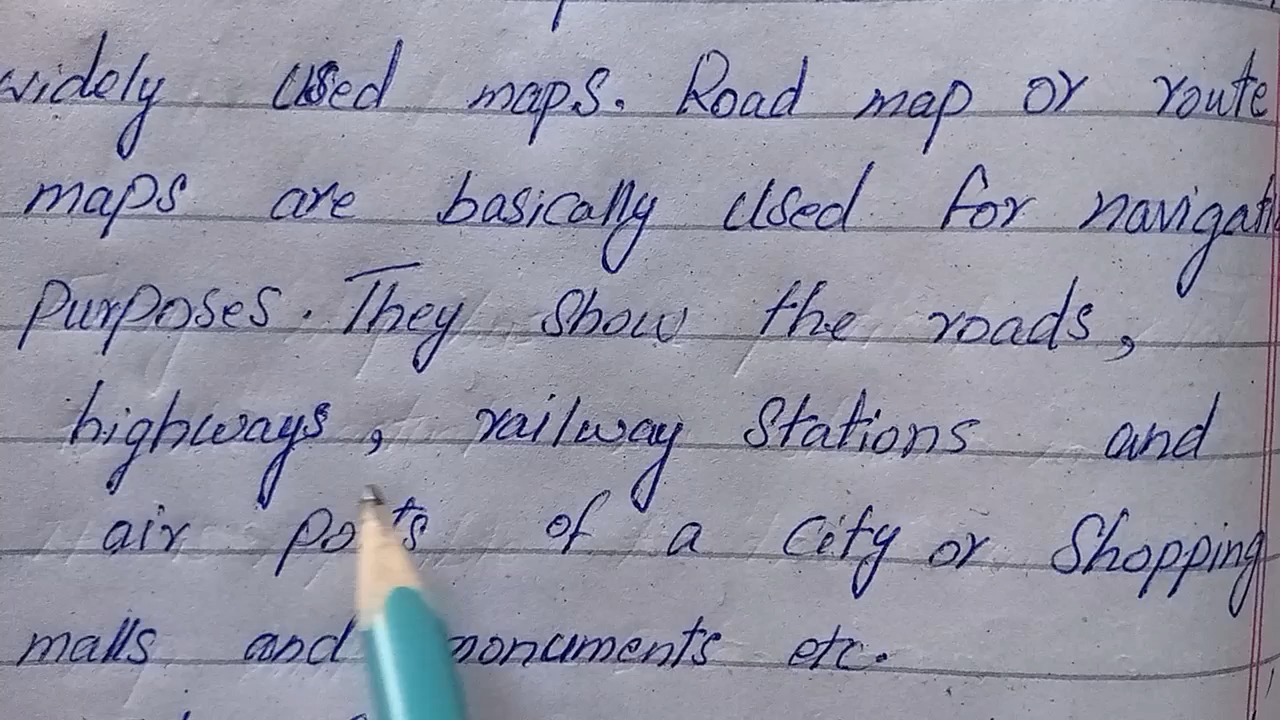 widely used maps. Road map or route
maps are basically used for navigati
purposes. They show the roads,
highways, railway stations and
air ports of a city or shopping
malls and monuments etc.